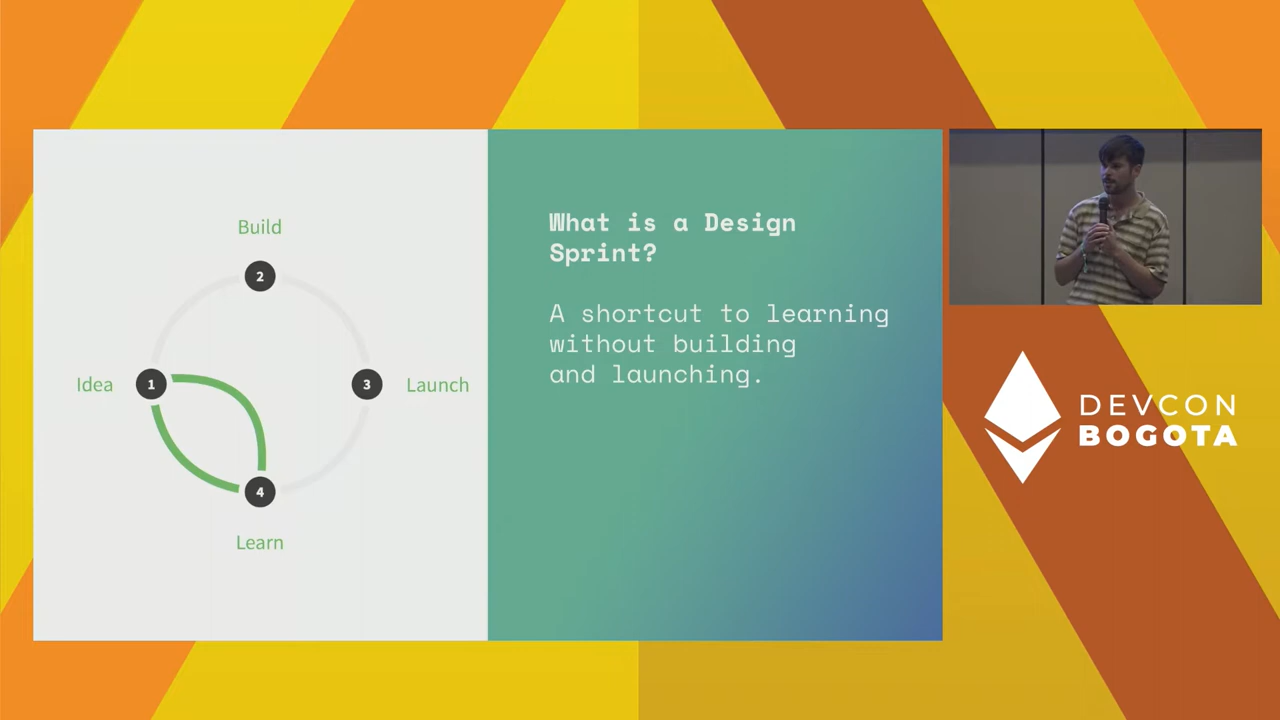 Build
2
Idea
1
3
Launch
4
Learn
What is a Design
Sprint?
A shortcut to learning
without building
and launching.
DEVCON
BOGOTA